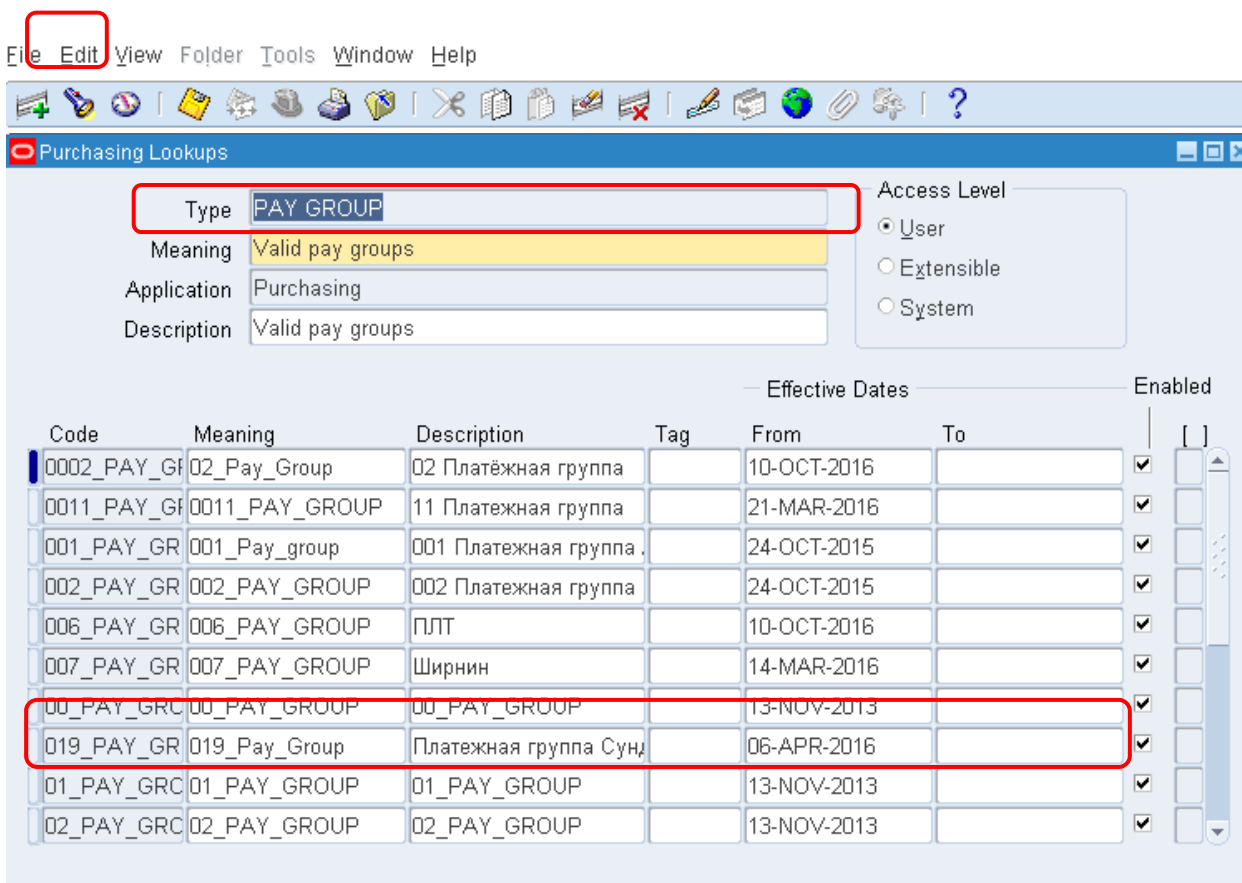 File Edit View Folder Tools Window Help
Purchasing Lookups
Type PAY GROUP
Meaning Valid pay groups
Application Purchasing
Description Valid pay groups
Access Level
User
Extensible
System
Effective Dates Enabled
Code Meaning Description Tag From To [ ]
0002_PAY_GR 02_Pay_Group 02 Платёжная группа 10-OCT-2016
0011_PAY_GR 0011_PAY_GROUP 11 Платежная группа 21-MAR-2016
001_PAY_GR 001_Pay_group 001 Платежная группа 24-OCT-2015
002_PAY_GR 002_PAY_GROUP 002 Платежная группа 24-OCT-2015
006_PAY_GR 006_PAY_GROUP ПЛТ 10-OCT-2016
007_PAY_GR 007_PAY_GROUP Ширнин 14-MAR-2016
00_PAY_GRO 00_PAY_GROUP 00_PAY_GROUP 13-NOV-2013
019_PAY_GR 019_Pay_Group Платежная группа Сунд 06-APR-2016
01_PAY_GRO 01_PAY_GROUP 01_PAY_GROUP 13-NOV-2013
02_PAY_GRO 02_PAY_GROUP 02_PAY_GROUP 13-NOV-2013